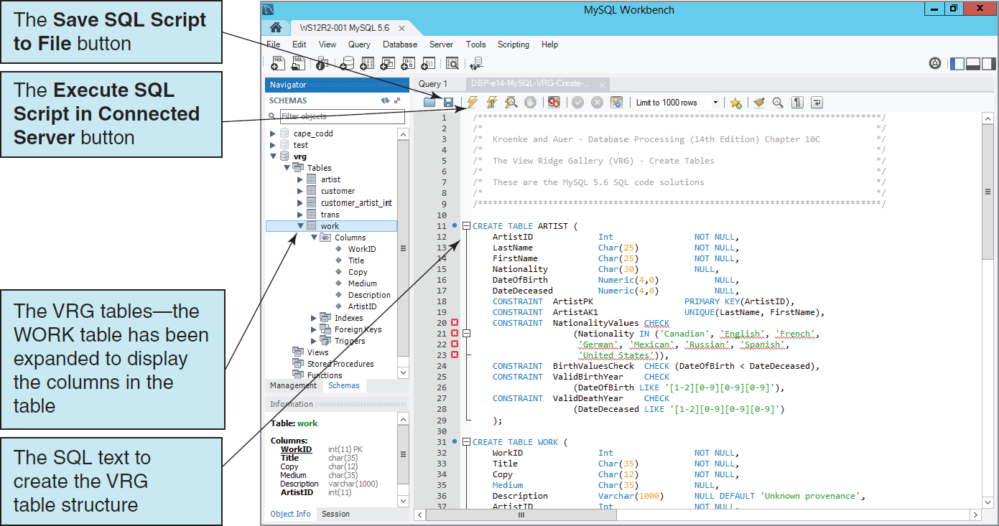 The Save SQL Script
to File button
The Execute SQL
Script in Connected
Server button
The VRG tables—the
WORK table has been
expanded to display
the columns in the
table
The SQL text to
create the VRG
table structure
MySQL Workbench
WS12R2-001 MySQL 5.6
File Edit View Query Database Server Tools Scripting Help
Navigator
SCHEMAS
Filter objects
cape_codd
test
vrg
Tables
artist
customer
customer_artist_int
trans
work
Columns
WorkID
Title
Copy
Medium
Description
ArtistID
Indexes
Foreign Keys
Triggers
Views
Stored Procedures
Functions
Management Schemas
Information
Table: work
Columns:
WorkID int(11) PK
Title char(35)
Copy char(12)
Medium char(35)
Description varchar(1000)
ArtistID int(11)
Object Info Session
Query 1 DBP-e14-MySQL-VRG-Create-...
Limit to 1000 rows
1 /********************************************************************************/
2 /* */
3 /* Kroenke and Auer - Database Processing (14th Edition) Chapter 10C */
4 /* */
5 /* The View Ridge Gallery (VRG) - Create Tables */
6 /* */
7 /* These are the MySQL 5.6 SQL code solutions */
8 /* */
9 /********************************************************************************/
10
11 CREATE TABLE ARTIST (
12 ArtistID Int NOT NULL,
13 LastName Char(25) NOT NULL,
14 FirstName Char(25) NOT NULL,
15 Nationality Char(30) NULL,
16 DateOfBirth Numeric(4,0) NULL,
17 DateDeceased Numeric(4,0) NULL,
18 CONSTRAINT ArtistPK PRIMARY KEY(ArtistID),
19 CONSTRAINT ArtistAK1 UNIQUE(LastName, FirstName),
20 CONSTRAINT NationalityValues CHECK
21 (Nationality IN ('Canadian', 'English', 'French',
22 'German', 'Mexican', 'Russian', 'Spanish',
23 'United States')),
24 CONSTRAINT BirthValuesCheck CHECK (DateOfBirth < DateDeceased),
25 CONSTRAINT ValidBirthYear CHECK
26 (DateOfBirth LIKE '[1-2][0-9][0-9][0-9]'),
27 CONSTRAINT ValidDeathYear CHECK
28 (DateDeceased LIKE '[1-2][0-9][0-9][0-9]')
29 );
30
31 CREATE TABLE WORK (
32 WorkID Int NOT NULL,
33 Title Char(35) NOT NULL,
34 Copy Char(12) NOT NULL,
35 Medium Char(35) NULL,
36 Description Varchar(1000) NULL DEFAULT 'Unknown provenance',
37 ArtistID Int NOT NULL,